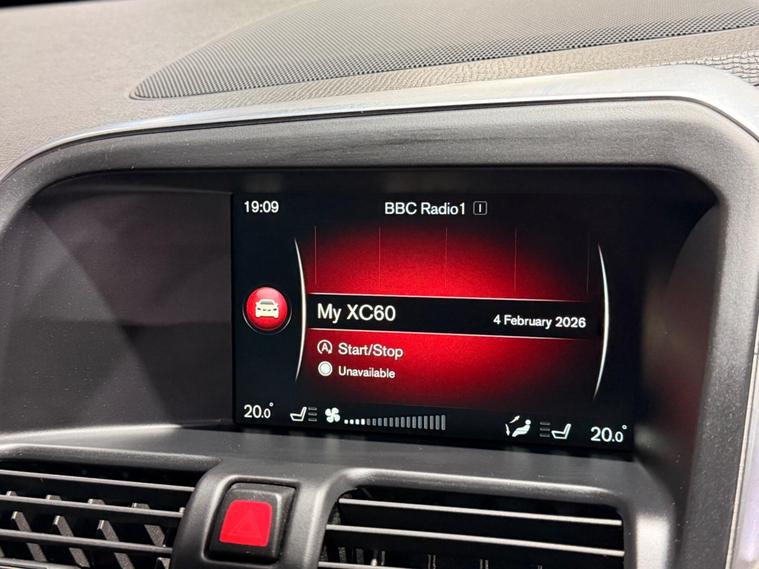 19:09
BBC Radio1 I
My XC60
4 February 2026
A Start/Stop
Unavailable
20.0°
20.0°